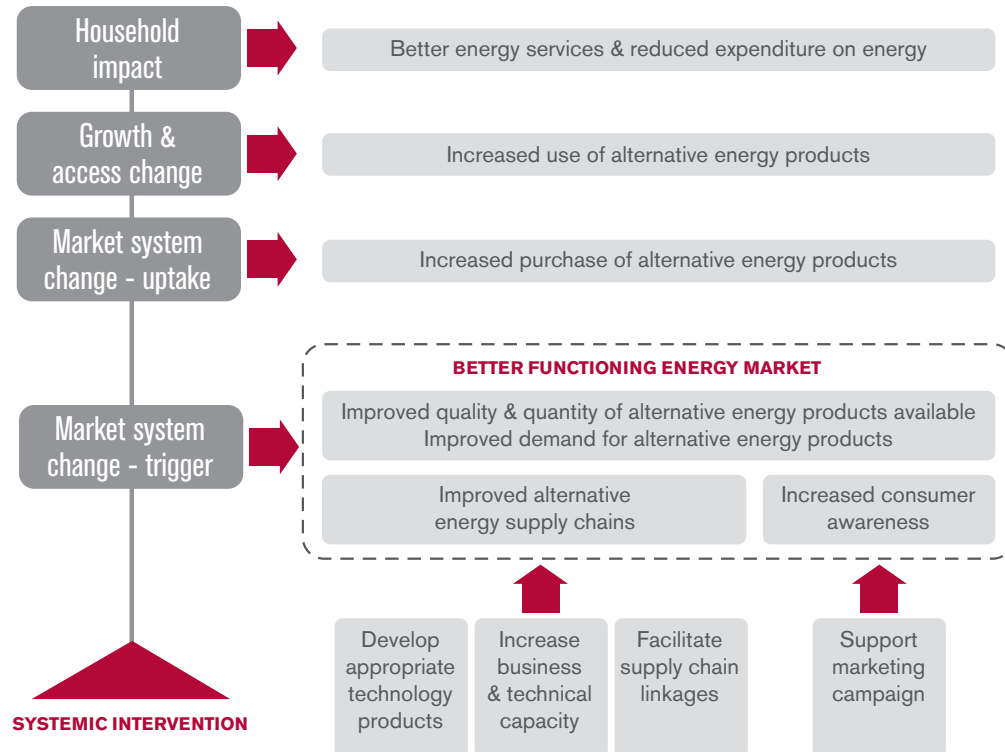 Household
impact
Better energy services & reduced expenditure on energy
Growth &
access change
Increased use of alternative energy products
Market system
change - uptake
Increased purchase of alternative energy products
BETTER FUNCTIONING ENERGY MARKET
Market system
change - trigger
Improved quality & quantity of alternative energy products available
Improved demand for alternative energy products
Improved alternative
energy supply chains
Increased consumer
awareness
Develop
appropriate
technology
products
Increase
business
& technical
capacity
Facilitate
supply chain
linkages
Support
marketing
campaign
SYSTEMIC INTERVENTION